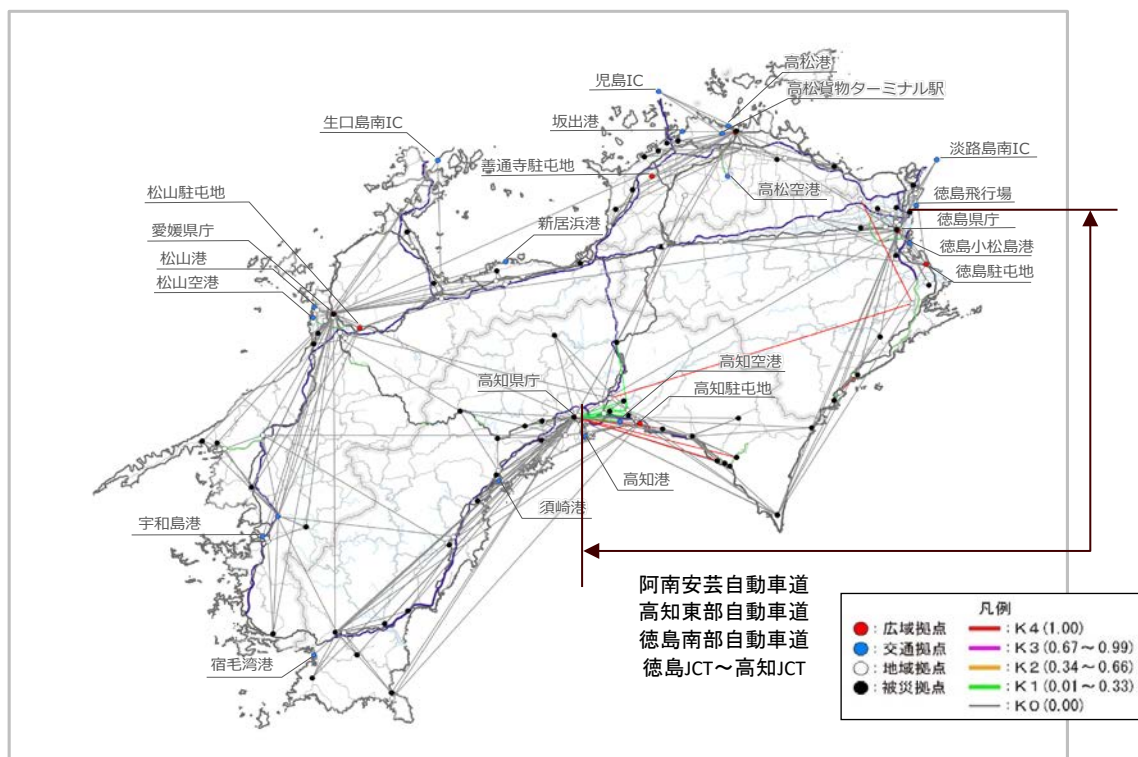 高松港
児島IC
高松貨物ターミナル駅
坂出港
生口島南IC
淡路島南IC
善通寺駐屯地
高松空港
松山駐屯地
徳島飛行場
愛媛県庁
新居浜港
徳島県庁
松山港
徳島小松島港
松山空港
徳島駐屯地
高知県庁
高知空港
高知駐屯地
高知港
須崎港
宇和島港
宿毛湾港
阿南安芸自動車道
高知東部自動車道
徳島南部自動車道
徳島JCT～高知JCT
凡例
●：広域拠点
●：交通拠点
○：地域拠点
●：被災拠点
：K4(1.00)
：K3(0.67～0.99)
：K2(0.34～0.66)
：K1(0.01～0.33)
：K0(0.00)